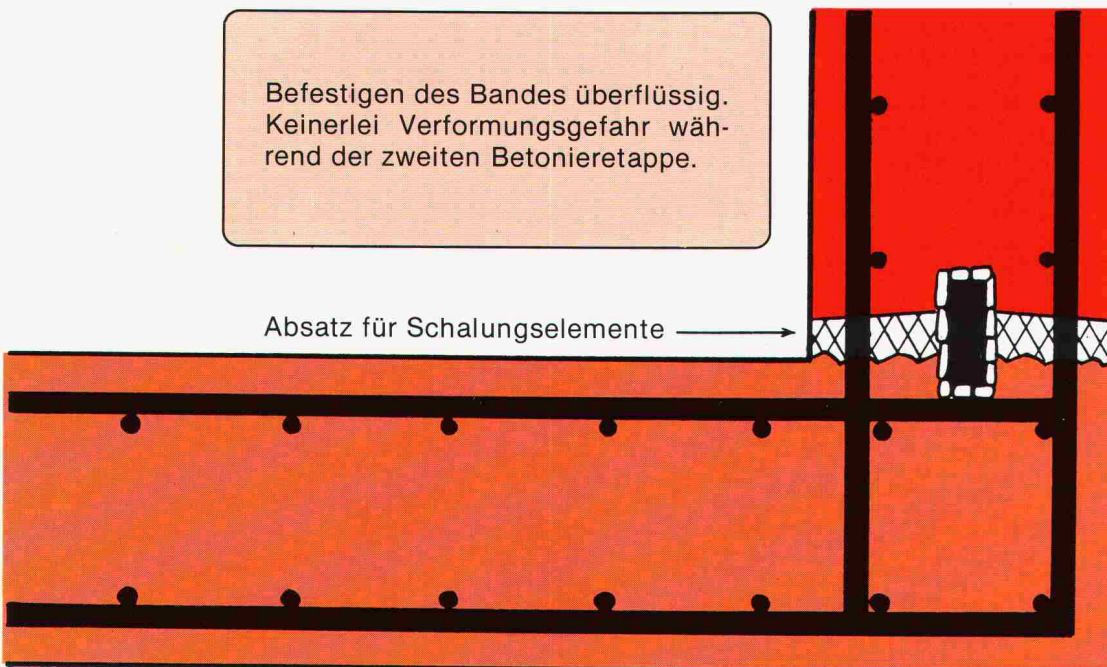 Befestigen des Bandes überflüssig.
Keinerlei Verformungsgefahr wäh-
rend der zweiten Betonieretappe.
Absatz für Schalungselemente